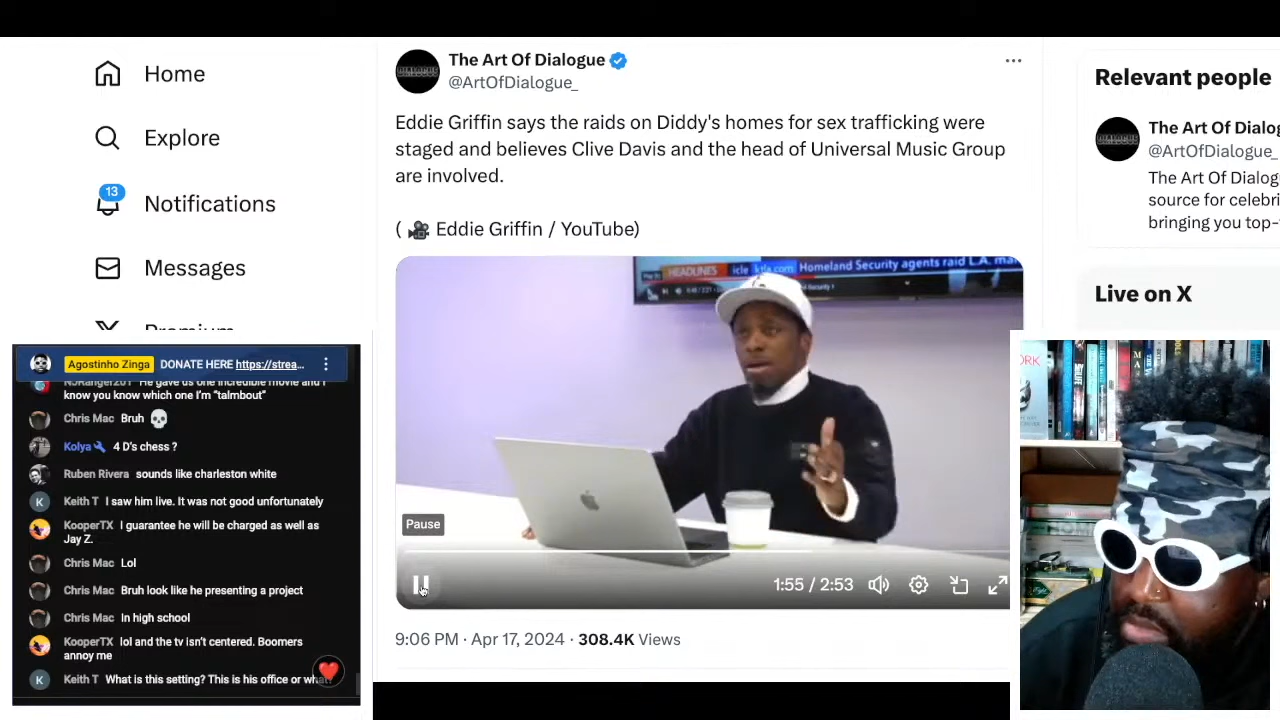 Home
Explore
13
Notifications
Messages
Premium
The Art Of Dialogue
@ArtOfDialogue_
Eddie Griffin says the raids on Diddy's homes for sex trafficking were
staged and believes Clive Davis and the head of Universal Music Group
are involved.
( Eddie Griffin / YouTube)
HEADLINES
icle ktla.com
Homeland Security agents raid L.A. ma
Pause
1:55 / 2:53
9:06 PM · Apr 17, 2024 · 308.4K Views
Relevant people
The Art Of Dialog
@ArtOfDialogue_
The Art Of Dialog
source for celebri
bringing you top-
Live on X
Agostinho Zinga DONATE HERE https://strea...
NJRanger201 He gave us one incredible movie and I
know you know which one I'm "talmbout"
Chris Mac Bruh
Kolya 4 D's chess ?
Ruben Rivera sounds like charleston white
K Keith T I saw him live. It was not good unfortunately
KooperTX I guarantee he will be charged as well as
Jay Z.
Chris Mac Lol
Chris Mac Bruh look like he presenting a project
Chris Mac In high school
KooperTX lol and the tv isn't centered. Boomers
annoy me
K Keith T What is this setting? This is his office or what